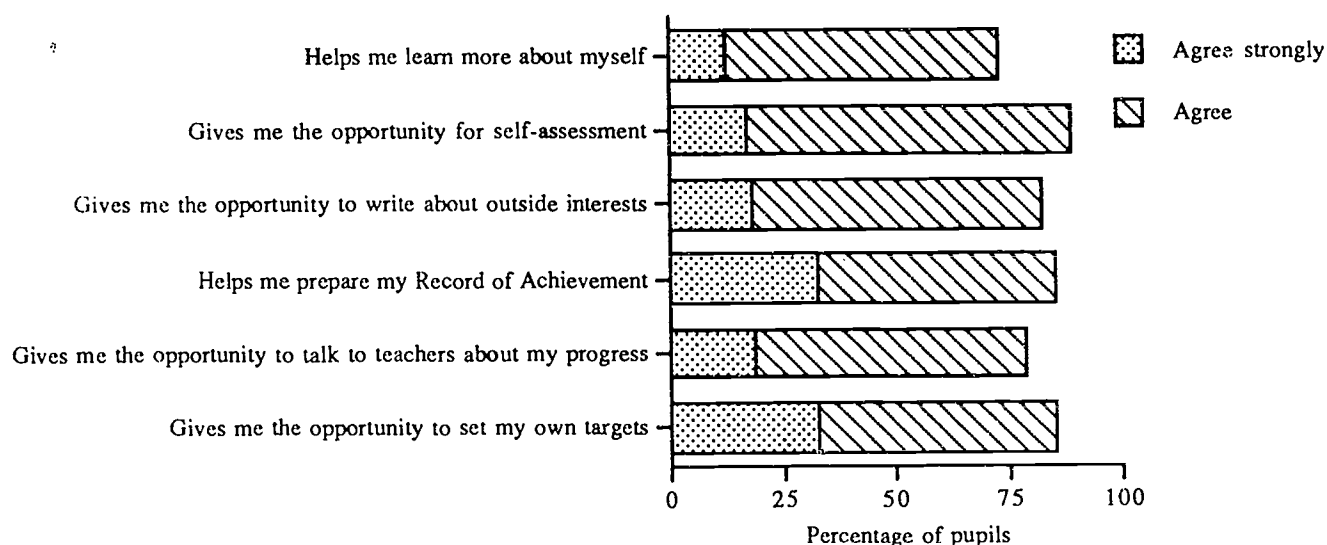 Helps me learn more about myself
Agree strongly
Gives me the opportunity for self-assessment
Agree
Gives me the opportunity to write about outside interests
Helps me prepare my Record of Achievement
Gives me the opportunity to talk to teachers about my progress
Gives me the opportunity to set my own targets
0 25 50 75 100
Percentage of pupils